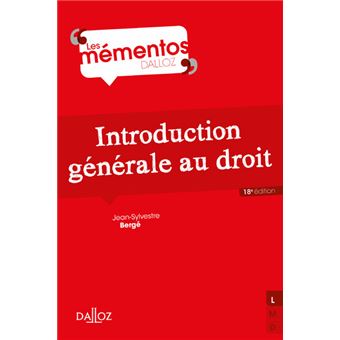 Les
mémentos
DALLOZ
Introduction
générale au droit
18e édition
Jean-Sylvestre
Bergé
DALLOZ
L
M
D